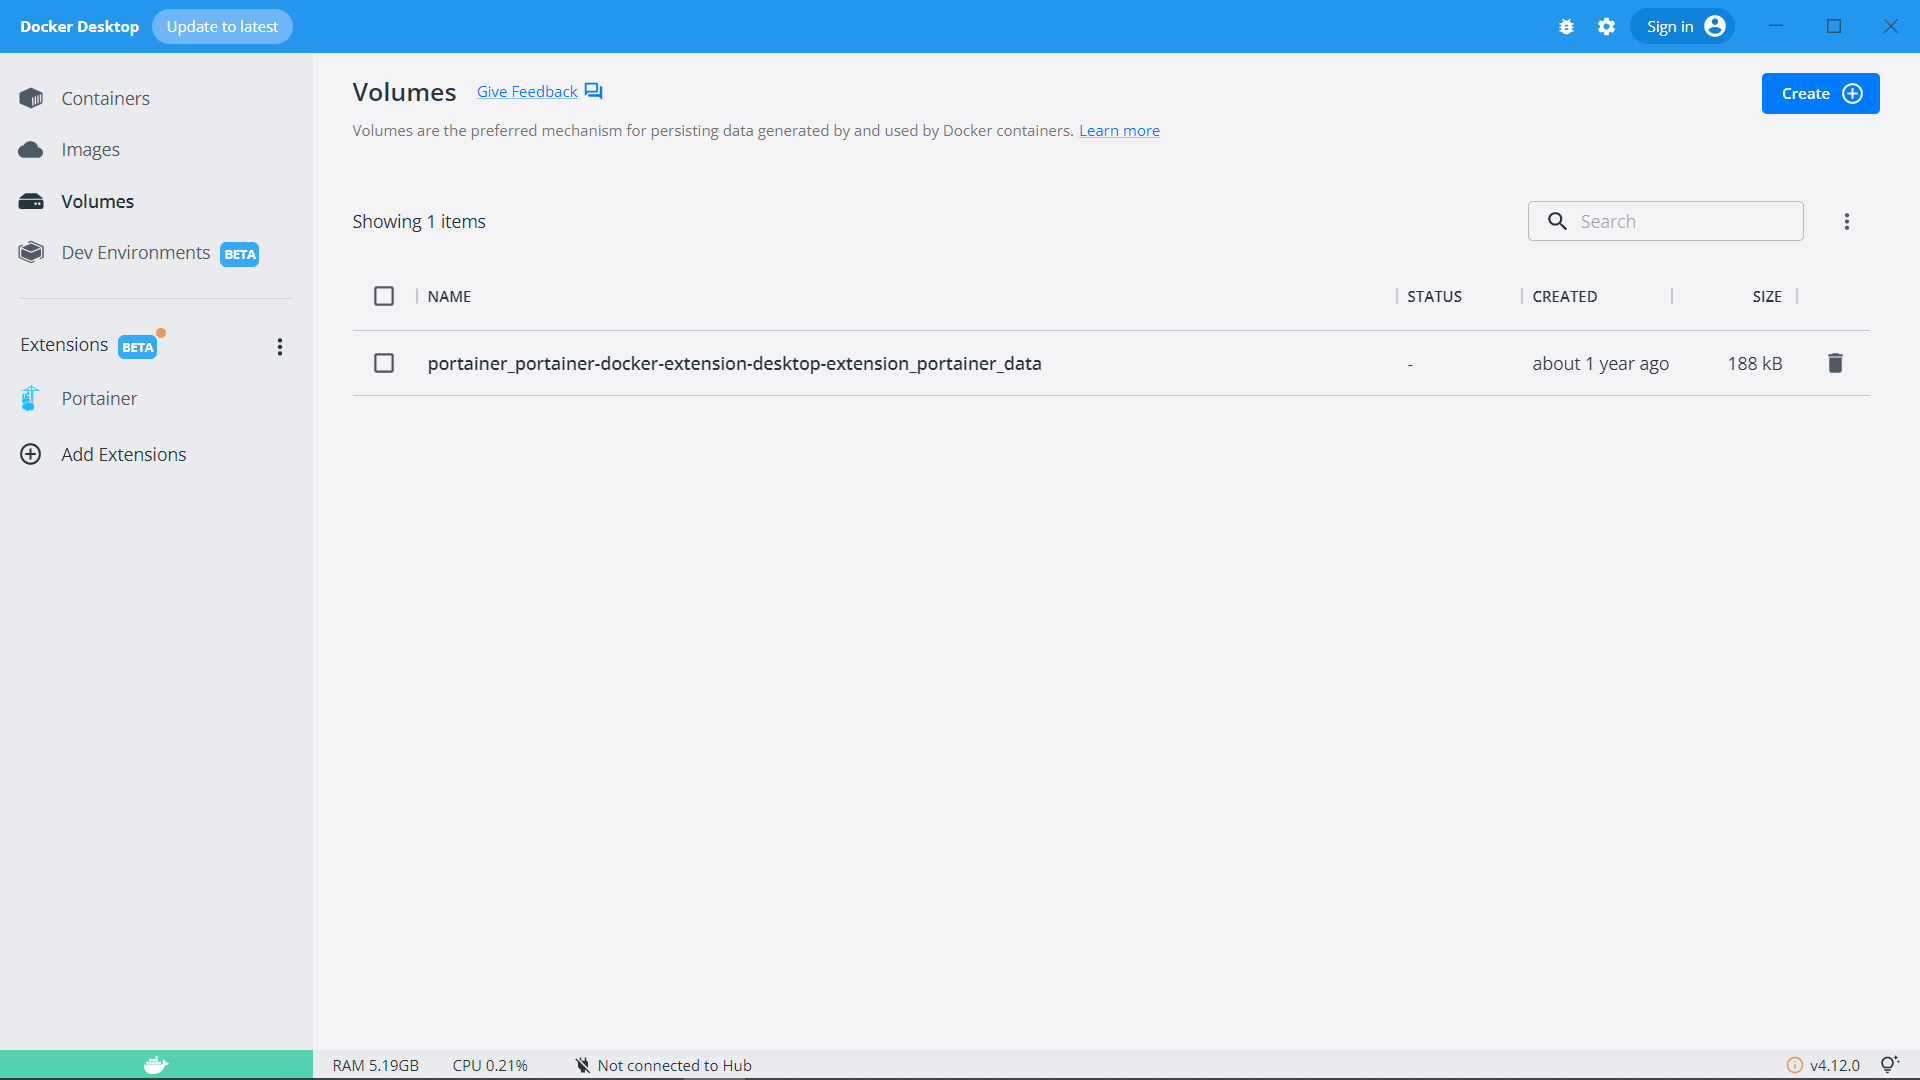 Docker Desktop Update to latest Sign in
Containers
Images
Volumes
Dev Environments BETA
Extensions BETA
Portainer
Add Extensions
Volumes Give Feedback Create
Volumes are the preferred mechanism for persisting data generated by and used by Docker containers. Learn more
Showing 1 items Search
NAME STATUS CREATED SIZE
portainer_portainer-docker-extension-desktop-extension_portainer_data - about 1 year ago 188 kB
RAM 5.19GB CPU 0.21% Not connected to Hub v4.12.0